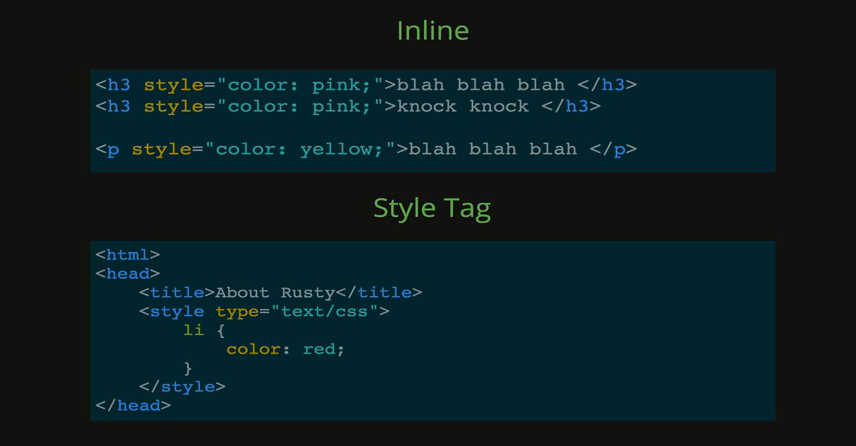 Inline
<h3 style="color: pink;">blah blah blah </h3>
<h3 style="color: pink;">knock knock </h3>
<p style="color: yellow;">blah blah blah </p>
Style Tag
<html>
<head>
    <title>About Rusty</title>
    <style type="text/css">
        li {
            color: red;
        }
    </style>
</head>